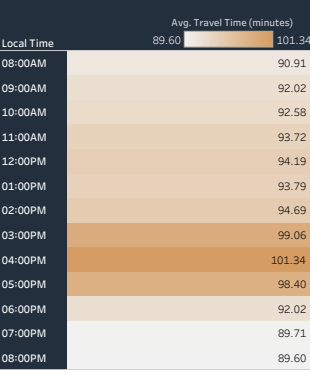 Avg. Travel Time (minutes)
89.60 101.34
Local Time
08:00AM 90.91
09:00AM 92.02
10:00AM 92.58
11:00AM 93.72
12:00PM 94.19
01:00PM 93.79
02:00PM 94.69
03:00PM 99.06
04:00PM 101.34
05:00PM 98.40
06:00PM 92.02
07:00PM 89.71
08:00PM 89.60